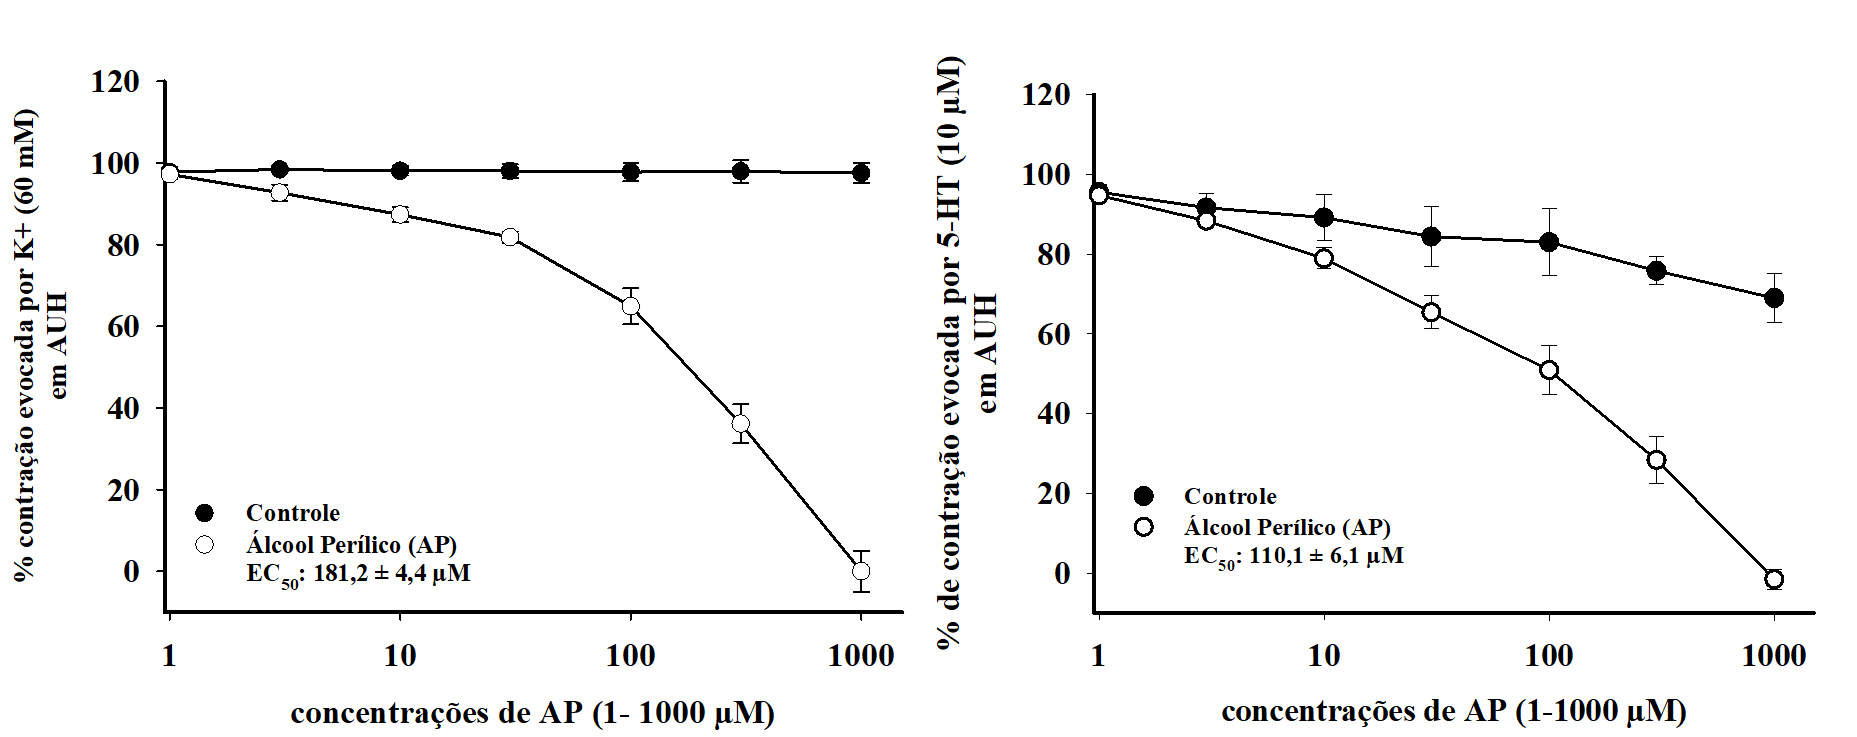 % contração evocada por K+ (60 mM)
em AUH
120
100
80
60
40
20
0
Controle
Álcool Perílico (AP)
EC50: 181,2 ± 4,4 µM
1 10 100 1000
concentrações de AP (1- 1000 µM)
% de contração evocada por 5-HT (10 µM)
em AUH
120
100
80
60
40
20
0
Controle
Álcool Perílico (AP)
EC50: 110,1 ± 6,1 µM
1 10 100 1000
concentrações de AP (1-1000 µM)